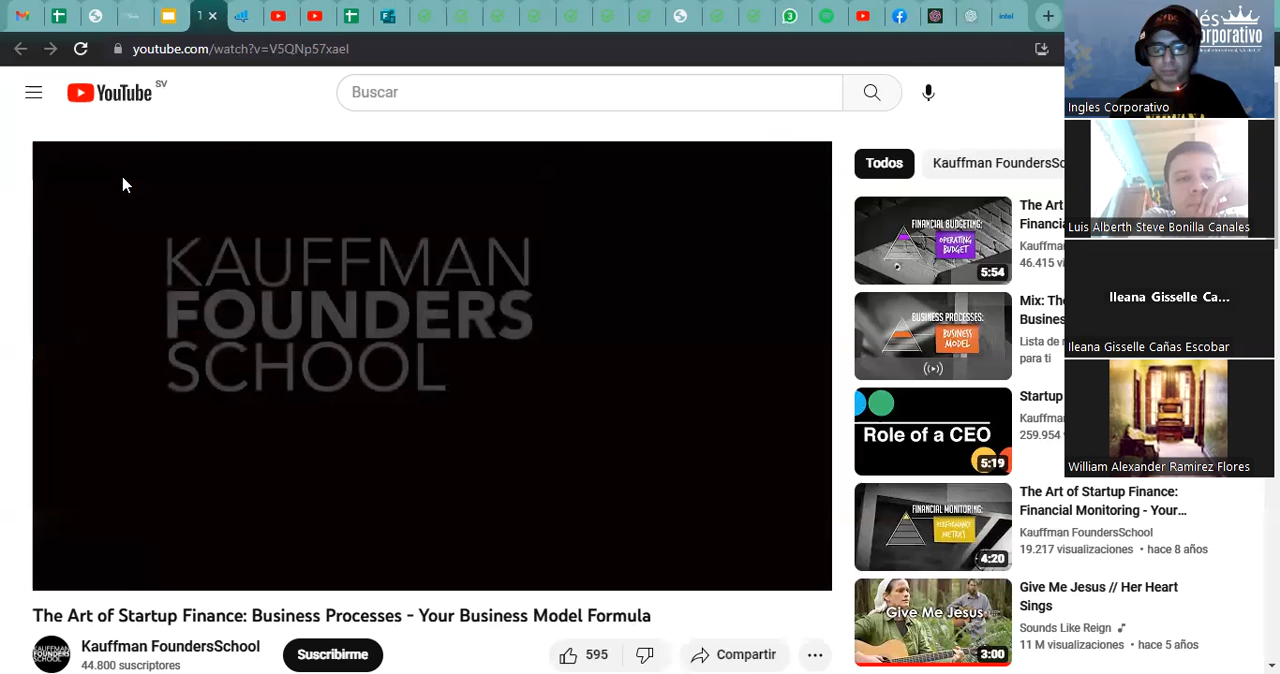 youtube.com/watch?v=V5QNp57xaeI
YouTube SV
Buscar
KAUFFMAN
FOUNDERS
SCHOOL
The Art of Startup Finance: Business Processes - Your Business Model Formula
Kauffman FoundersSchool
44.800 suscriptores
Suscribirme
595
Compartir
Todos
Kauffman FoundersSc
FINANCIAL BUDGETING:
OPERATING
BUDGET
5:54
The Art
Financia
Kauffma
46.415 vi
BUSINESS PROCESSES:
BUSINESS
MODEL
Mix: The
Busines
Lista de r
para ti
Role of a CEO
5:19
Startup
Kauffma
259.954 v
FINANCIAL MONITORING:
PERFORMANCE
METRICS
4:20
The Art of Startup Finance:
Financial Monitoring - Your...
Kauffman FoundersSchool
19.217 visualizaciones • hace 8 años
Give Me Jesus
3:00
Give Me Jesus // Her Heart
Sings
Sounds Like Reign
11 M visualizaciones • hace 5 años
lés
orporativo
Ingles Corporativo
Luis Alberth Steve Bonilla Canales
Ileana Gisselle Ca...
Ileana Gisselle Cañas Escobar
William Alexander Ramirez Flores